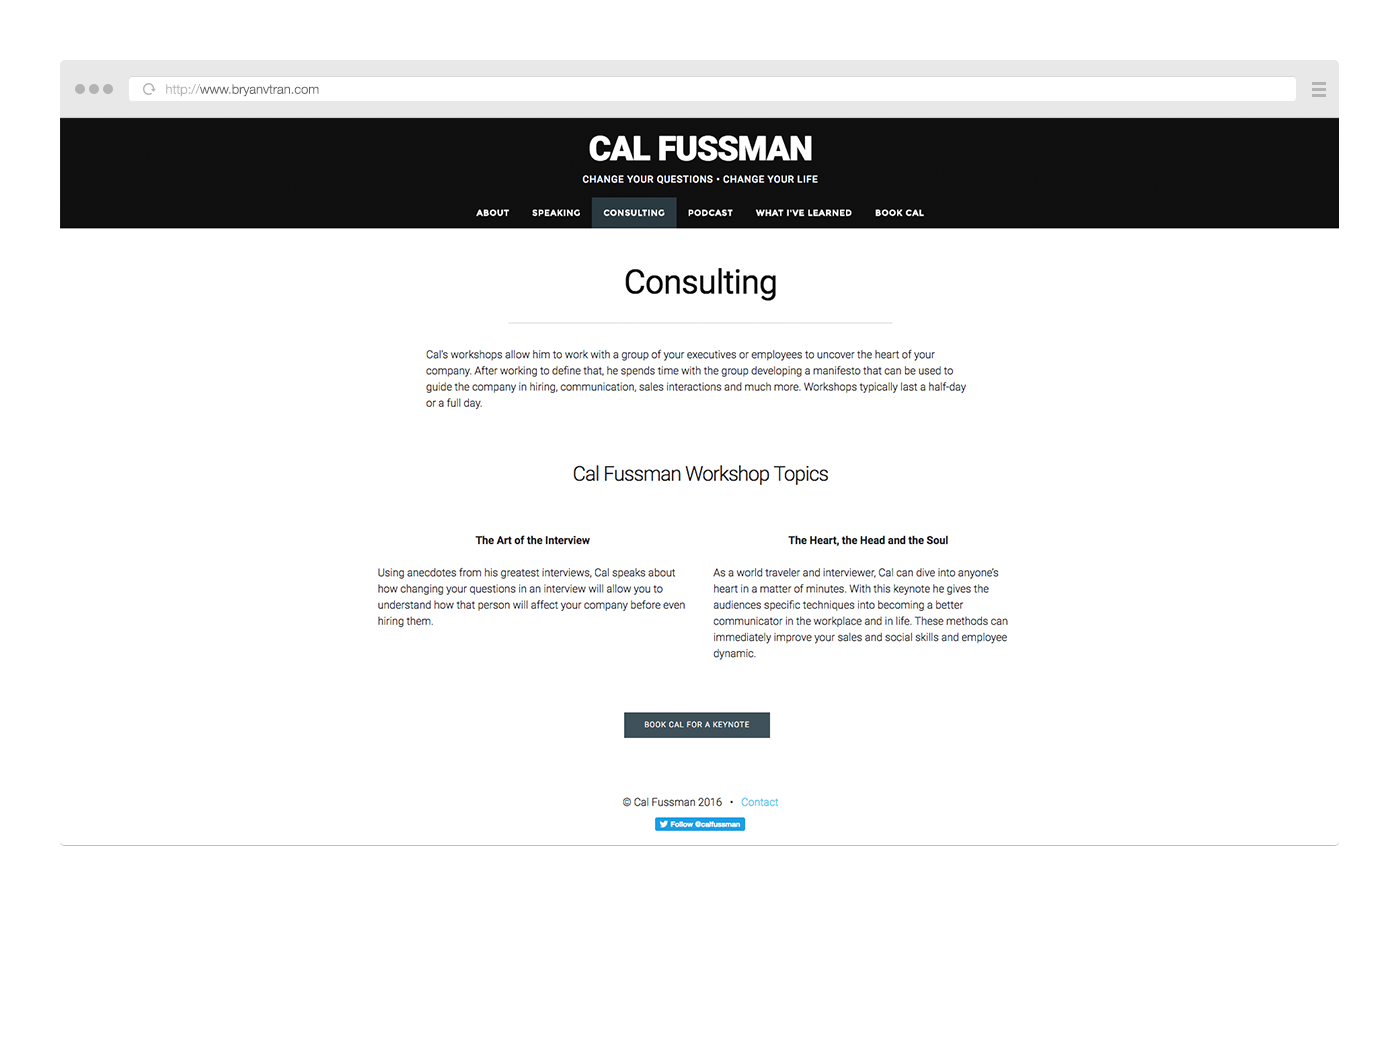 http://www.bryanvtran.com
CAL FUSSMAN
CHANGE YOUR QUESTIONS • CHANGE YOUR LIFE
ABOUT SPEAKING CONSULTING PODCAST WHAT I'VE LEARNED BOOK CAL
Consulting
Cal's workshops allow him to work with a group of your executives or employees to uncover the heart of your
company. After working to define that, he spends time with the group developing a manifesto that can be used to
guide the company in hiring, communication, sales interactions and much more. Workshops typically last a half-day
or a full day.
Cal Fussman Workshop Topics
The Art of the Interview
Using anecdotes from his greatest interviews, Cal speaks about
how changing your questions in an interview will allow you to
understand how that person will affect your company before even
hiring them.
The Heart, the Head and the Soul
As a world traveler and interviewer, Cal can dive into anyone's
heart in a matter of minutes. With this keynote he gives the
audiences specific techniques into becoming a better
communicator in the workplace and in life. These methods can
immediately improve your sales and social skills and employee
dynamic.
BOOK CAL FOR A KEYNOTE
© Cal Fussman 2016 • Contact
Follow @calfussman